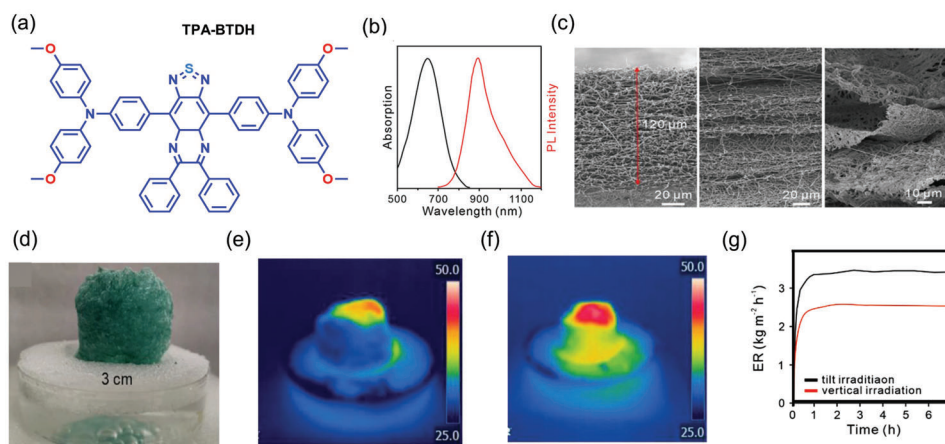 (a)
TPA-BTDH
S
N
N
O
O
N
N
N
N
O
O
(b)
Absorption
PL Intensity
500
700
900
1100
Wavelength (nm)
(c)
120 µm
20 µm
20 µm
10 µm
(d)
3 cm
(e)
50.0
25.0
(f)
50.0
25.0
(g)
ER (kg m⁻² h⁻¹)
3
2
1
0
0
1
2
3
4
5
6
tilt irraditiaon
vertical irradiation
Time (h)